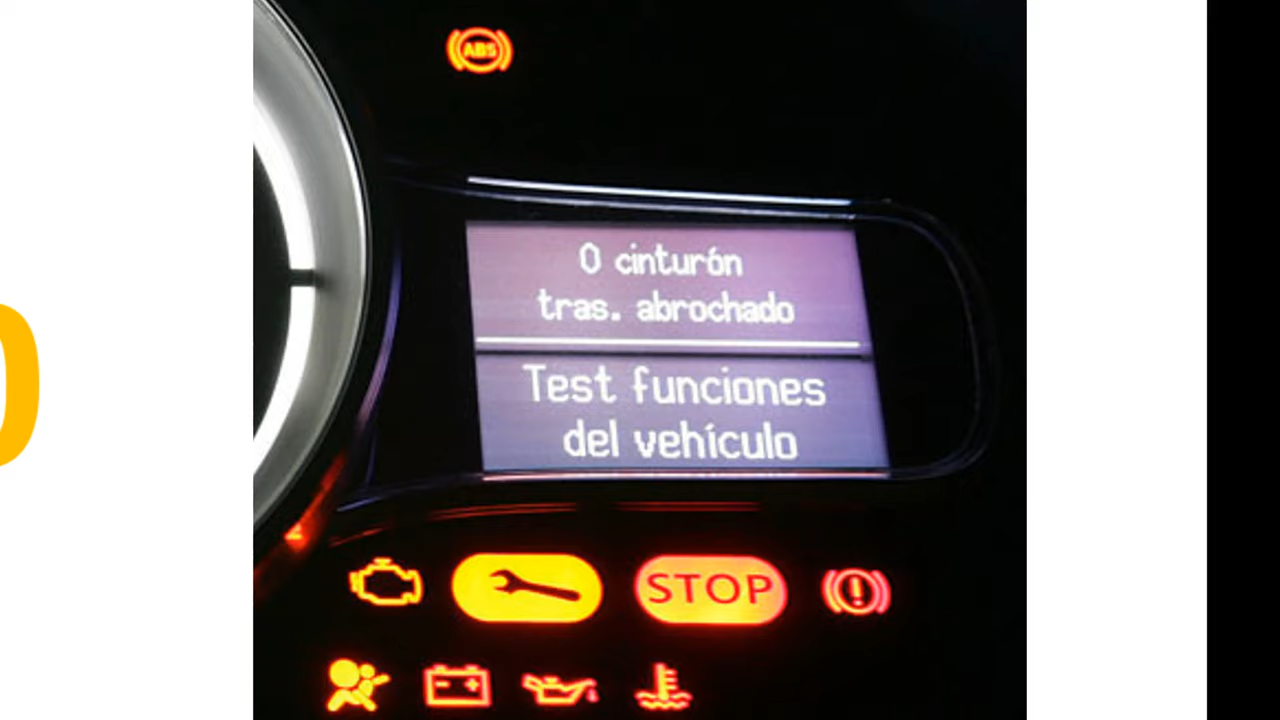 ABS
0 cinturón
tras. abrochado
Test funciones
del vehículo
STOP